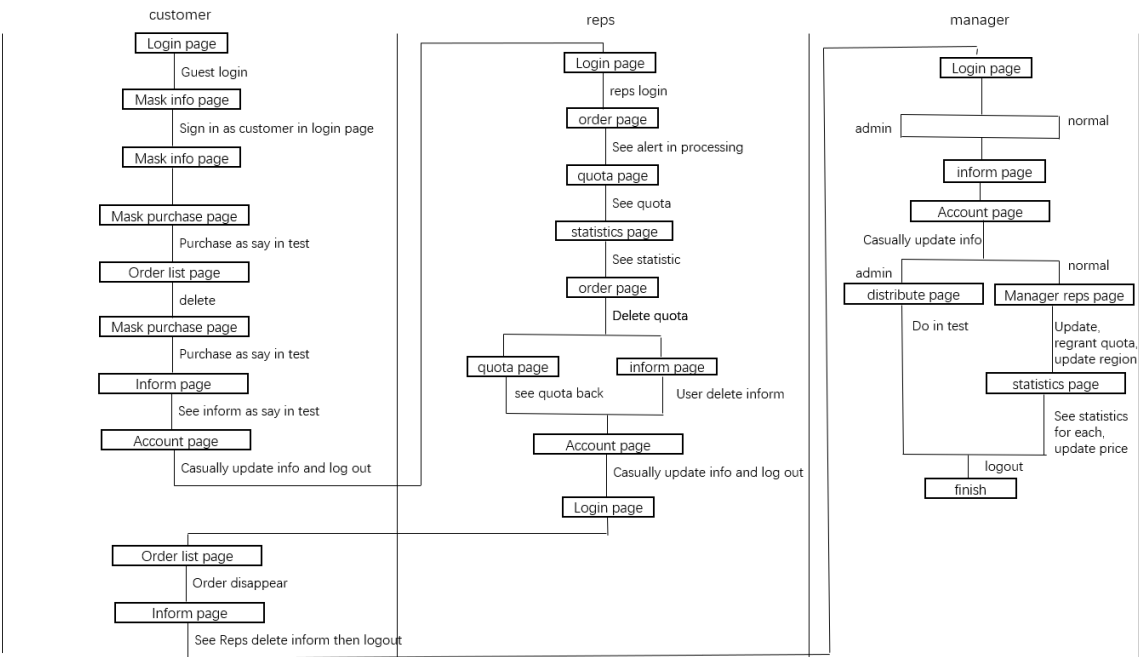 customer
Login page
Guest login
Mask info page
Sign in as customer in login page
Mask info page
Mask purchase page
Purchase as say in test
Order list page
delete
Mask purchase page
Purchase as say in test
Inform page
See inform as say in test
Account page
Casually update info and log out
Order list page
Order disappear
Inform page
See Reps delete inform then logout
reps
Login page
reps login
order page
See alert in processing
quota page
See quota
statistics page
See statistic
order page
Delete quota
quota page
inform page
see quota back
User delete inform
Account page
Casually update info and log out
Login page
manager
Login page
admin
normal
inform page
Account page
Casually update info
admin
normal
distribute page
Manager reps page
Do in test
Update,
regrant quota,
update region
statistics page
See statistics
for each,
update price
logout
finish